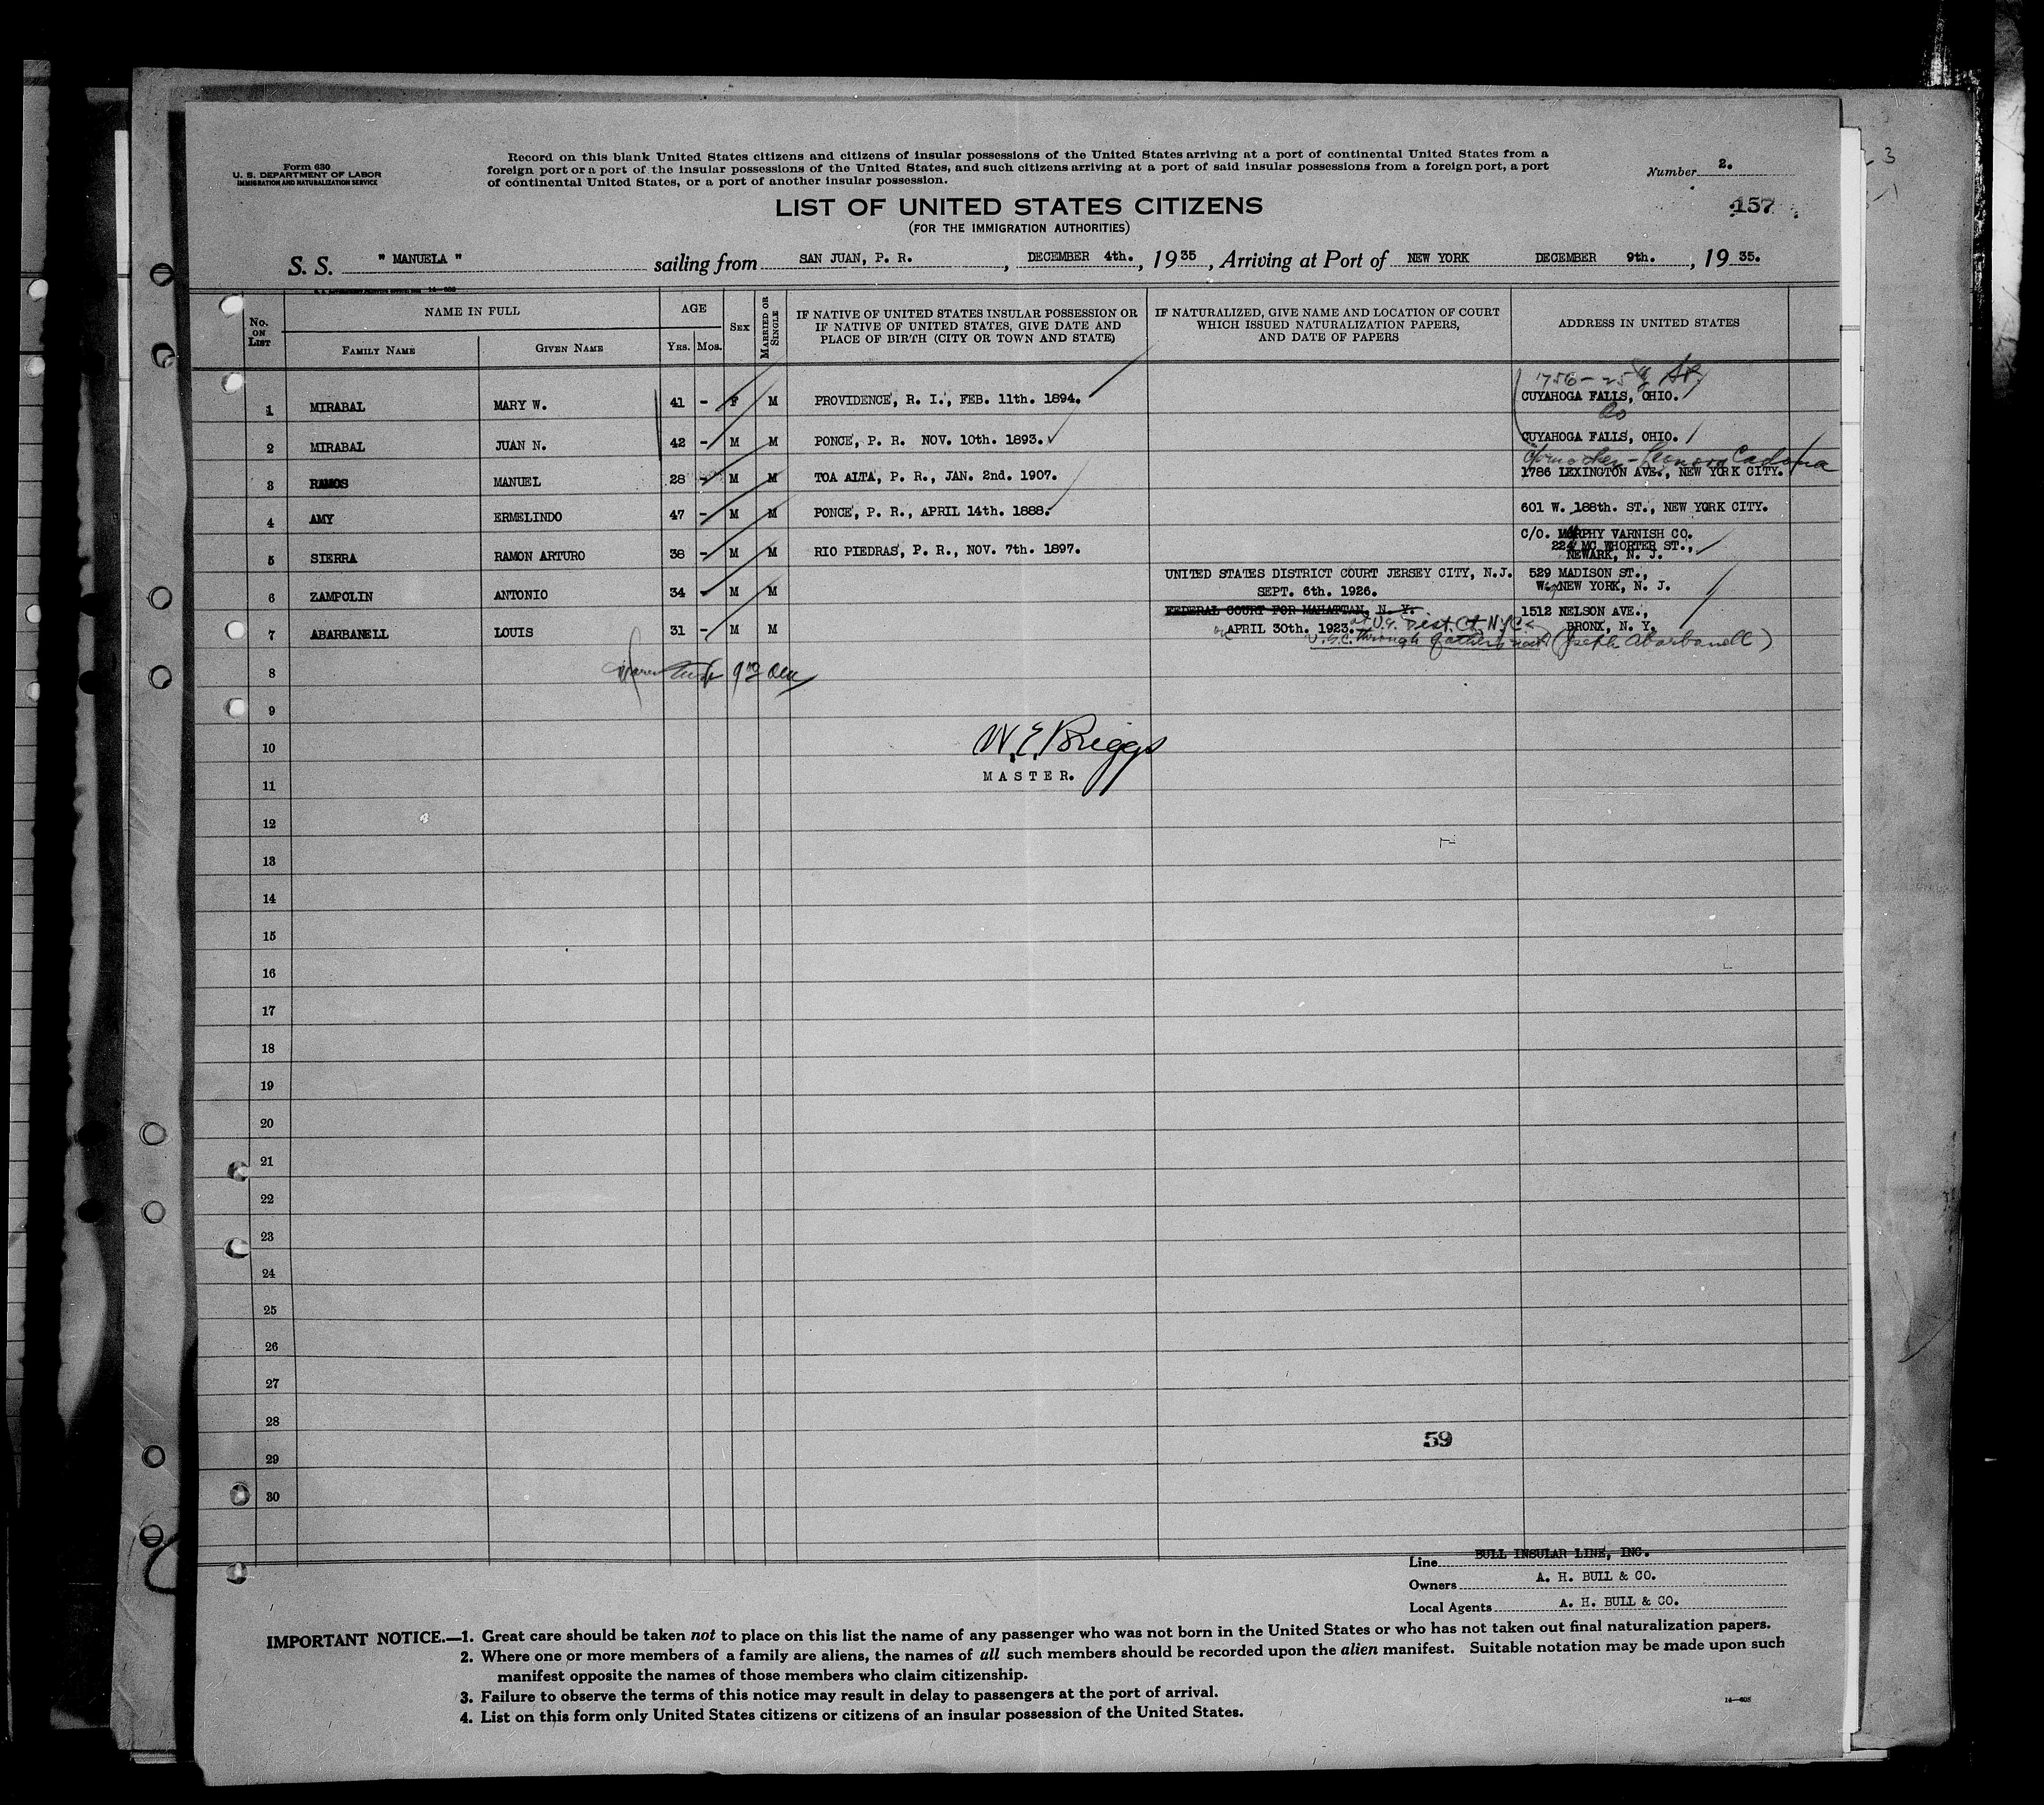 Form 630
U. S. DEPARTMENT OF LABOR
IMMIGRATION AND NATURALIZATION SERVICE
Record on this blank United States citizens and citizens of insular possessions of the United States arriving at a port of continental United States from a
foreign port or a port of the insular possessions of the United States, and such citizens arriving at a port of said insular possessions from a foreign port, a port
of continental United States, or a port of another insular possession.
Number 2.
157
LIST OF UNITED STATES CITIZENS
(FOR THE IMMIGRATION AUTHORITIES)
S. S. " MANUELA " sailing from SAN JUAN, P. R. , DECEMBER 4th. , 1935 , Arriving at Port of NEW YORK DECEMBER 9th. , 19 35.
No. ON LIST
NAME IN FULL
FAMILY NAME
GIVEN NAME
AGE
YRS. MOS.
SEX
MARRIED OR SINGLE
IF NATIVE OF UNITED STATES INSULAR POSSESSION OR
IF NATIVE OF UNITED STATES, GIVE DATE AND
PLACE OF BIRTH (CITY OR TOWN AND STATE)
IF NATURALIZED, GIVE NAME AND LOCATION OF COURT
WHICH ISSUED NATURALIZATION PAPERS,
AND DATE OF PAPERS
ADDRESS IN UNITED STATES
1756-25
1 MIRABAL MARY W. 41 - F M PROVIDENCE, R. I., FEB. 11th. 1894. CUYAHOGA FALLS, OHIO.
Do
2 MIRABAL JUAN N. 42 - M M PONCE, P. R. NOV. 10th. 1893. CUYAHOGA FALLS, OHIO.
3 RAMOS MANUEL 28 - M M TOA ALTA, P. R., JAN. 2nd. 1907. 1786 LEXINGTON AVE., NEW YORK CITY.
4 AMY ERMELINDO 47 - M M PONCE, P. R., APRIL 14th. 1888. 601 W. 188th. ST., NEW YORK CITY.
5 SIERRA RAMON ARTURO 38 - M M RIO PIEDRAS, P. R., NOV. 7th. 1897. C/O. MURPHY VARNISH CO.
224 MC WHORTER ST.,
NEWARK, N. J.
6 ZAMPOLIN ANTONIO 34 - M M UNITED STATES DISTRICT COURT JERSEY CITY, N.J. 529 MADISON ST.,
SEPT. 6th. 1926. W. NEW YORK, N. J.
7 ABARBANELL LOUIS 31 - M M FEDERAL COURT FOR MAHATTAN, N. Y. 1512 NELSON AVE.,
APRIL 30th. 1923. at U.S. Dist. Ct N.Y.C. BRONX, N. Y.
U.S.C. through fathers (Joseph Abarbanell)
8
9
10
W. E. Briggs
MASTER.
11
12
13
14
15
16
17
18
19
20
21
22
23
24
25
26
27
28
59
29
30
Line BULL INSULAR LINE, INC.
Owners A. H. BULL & CO.
Local Agents A. H. BULL & CO.
IMPORTANT NOTICE.—1. Great care should be taken not to place on this list the name of any passenger who was not born in the United States or who has not taken out final naturalization papers.
2. Where one or more members of a family are aliens, the names of all such members should be recorded upon the alien manifest. Suitable notation may be made upon such
manifest opposite the names of those members who claim citizenship.
3. Failure to observe the terms of this notice may result in delay to passengers at the port of arrival.
4. List on this form only United States citizens or citizens of an insular possession of the United States.